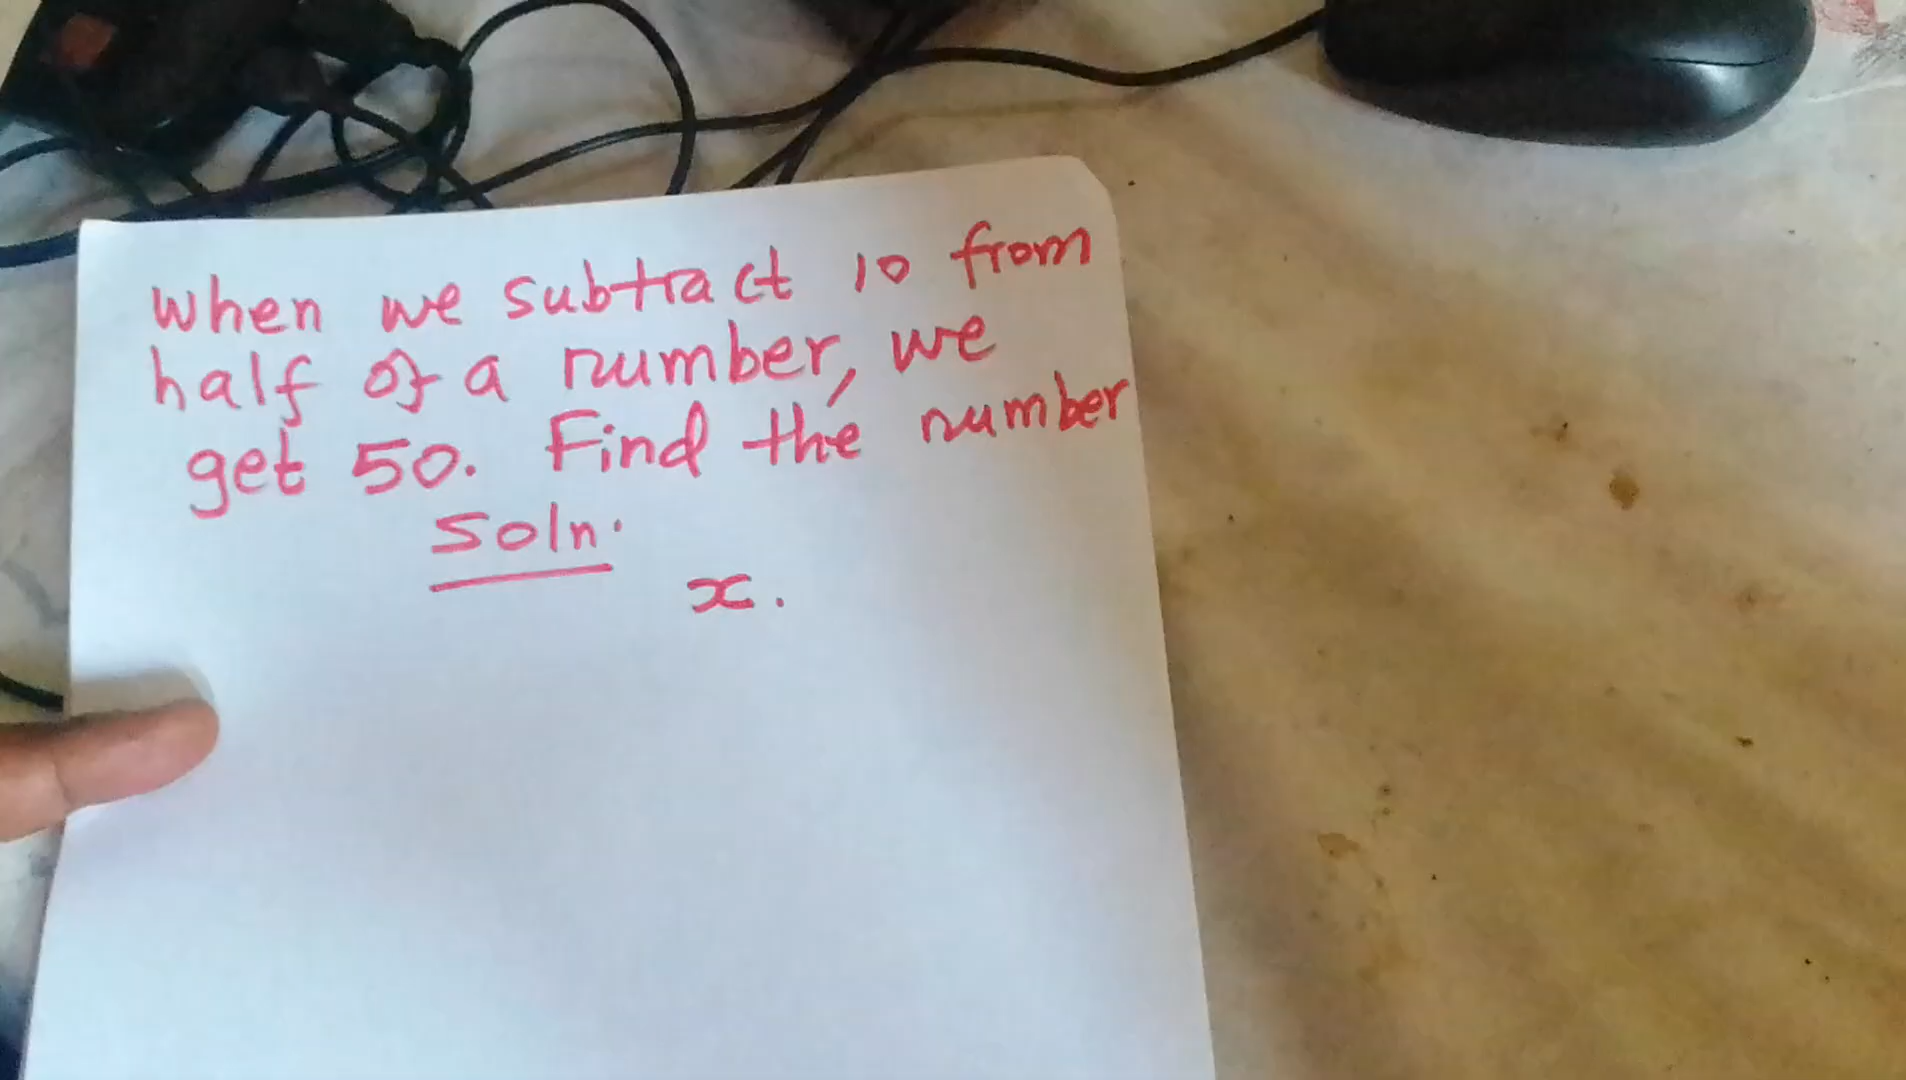 When we subtract 10 from
half of a number, we
get 50. Find the number
Soln.
x.